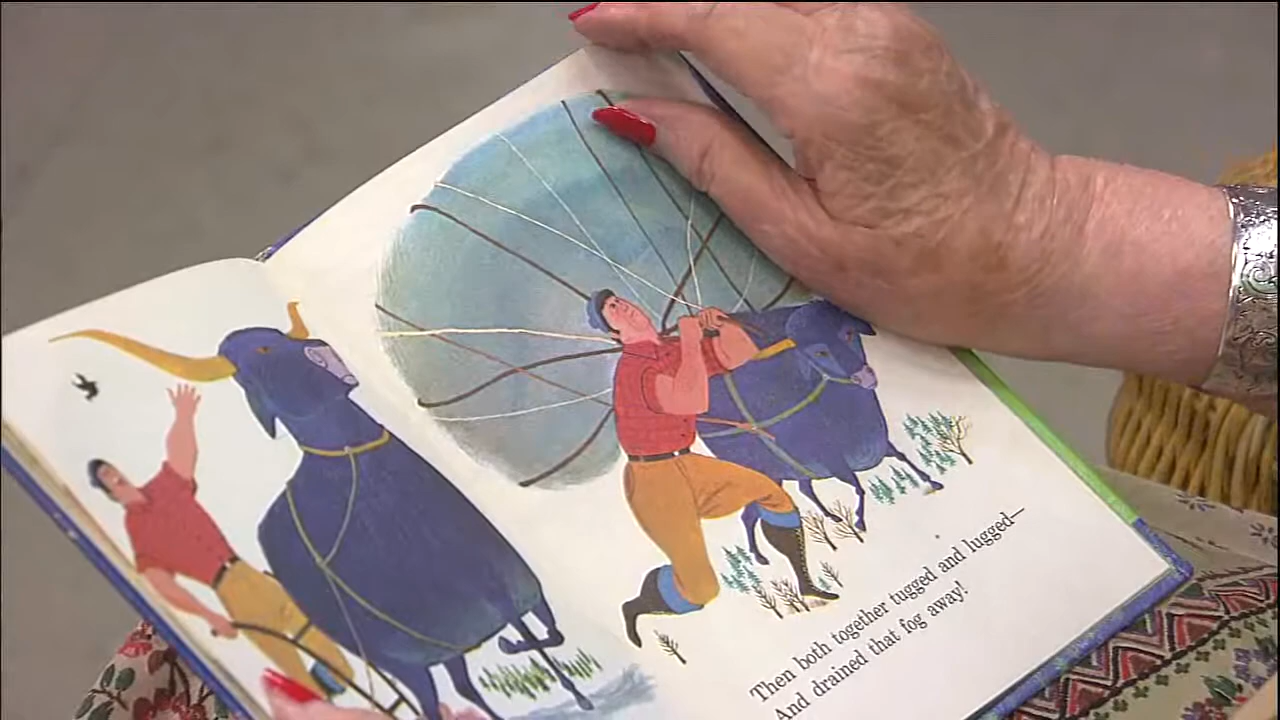 Then both together tugged and lugged—
And drained that fog away!